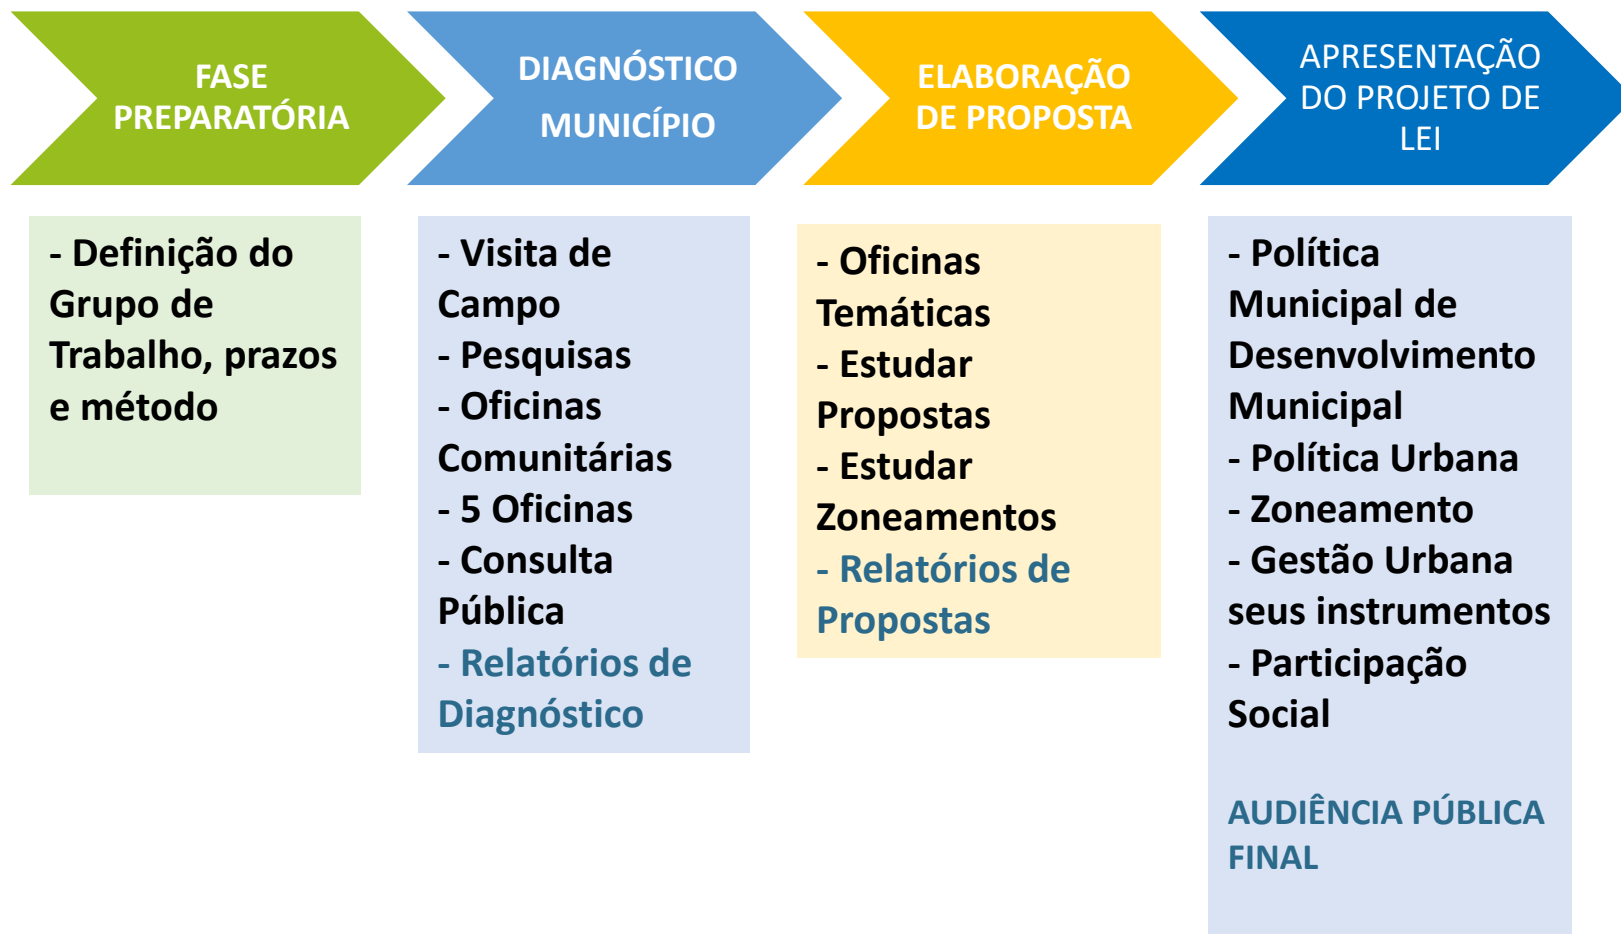 FASE
PREPARATÓRIA
DIAGNÓSTICO
MUNICÍPIO
ELABORAÇÃO
DE PROPOSTA
APRESENTAÇÃO
DO PROJETO DE
LEI
- Definição do
Grupo de
Trabalho, prazos
e método
- Visita de
Campo
- Pesquisas
- Oficinas
Comunitárias
- 5 Oficinas
- Consulta
Pública
- Relatórios de
Diagnóstico
- Oficinas
Temáticas
- Estudar
Propostas
- Estudar
Zoneamentos
- Relatórios de
Propostas
- Política
Municipal de
Desenvolvimento
Municipal
- Política Urbana
- Zoneamento
- Gestão Urbana
seus instrumentos
- Participação
Social
AUDIÊNCIA PÚBLICA
FINAL